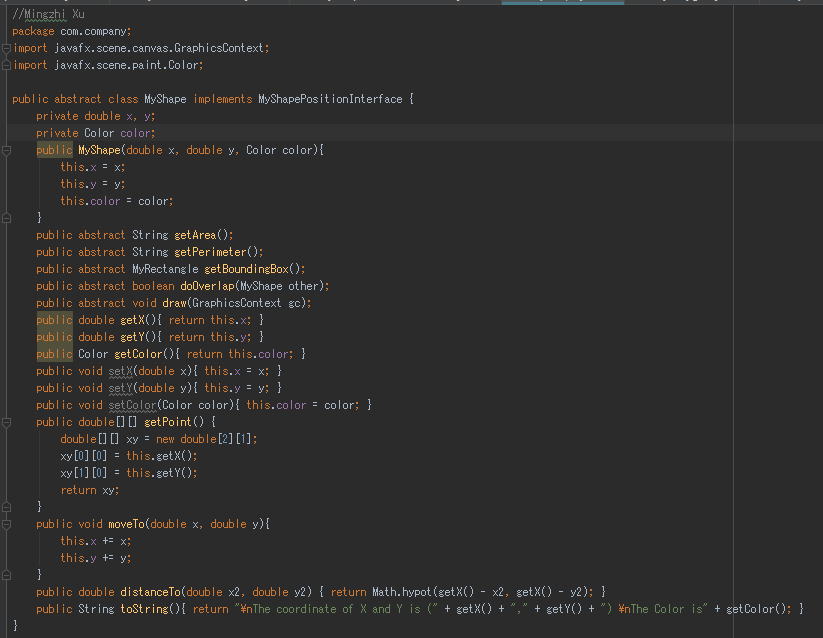 //Mingzhi Xu
package com.company;
import javafx.scene.canvas.GraphicsContext;
import javafx.scene.paint.Color;
public abstract class MyShape implements MyShapePositionInterface {
private double x, y;
private Color color;
public MyShape(double x, double y, Color color){
this.x = x;
this.y = y;
this.color = color;
}
public abstract String getArea();
public abstract String getPerimeter();
public abstract MyRectangle getBoundingBox();
public abstract boolean doOverlap(MyShape other);
public abstract void draw(GraphicsContext gc);
public double getX(){ return this.x; }
public double getY(){ return this.y; }
public Color getColor(){ return this.color; }
public void setX(double x){ this.x = x; }
public void setY(double y){ this.y = y; }
public void setColor(Color color){ this.color = color; }
public double[][] getPoint() {
double[][] xy = new double[2][1];
xy[0][0] = this.getX();
xy[1][0] = this.getY();
return xy;
}
public void moveTo(double x, double y){
this.x += x;
this.y += y;
}
public double distanceTo(double x2, double y2) { return Math.hypot(getX() - x2, getX() - y2); }
public String toString(){ return "¥nThe coordinate of X and Y is (" + getX() + "," + getY() + ") ¥nThe Color is" + getColor(); }
}